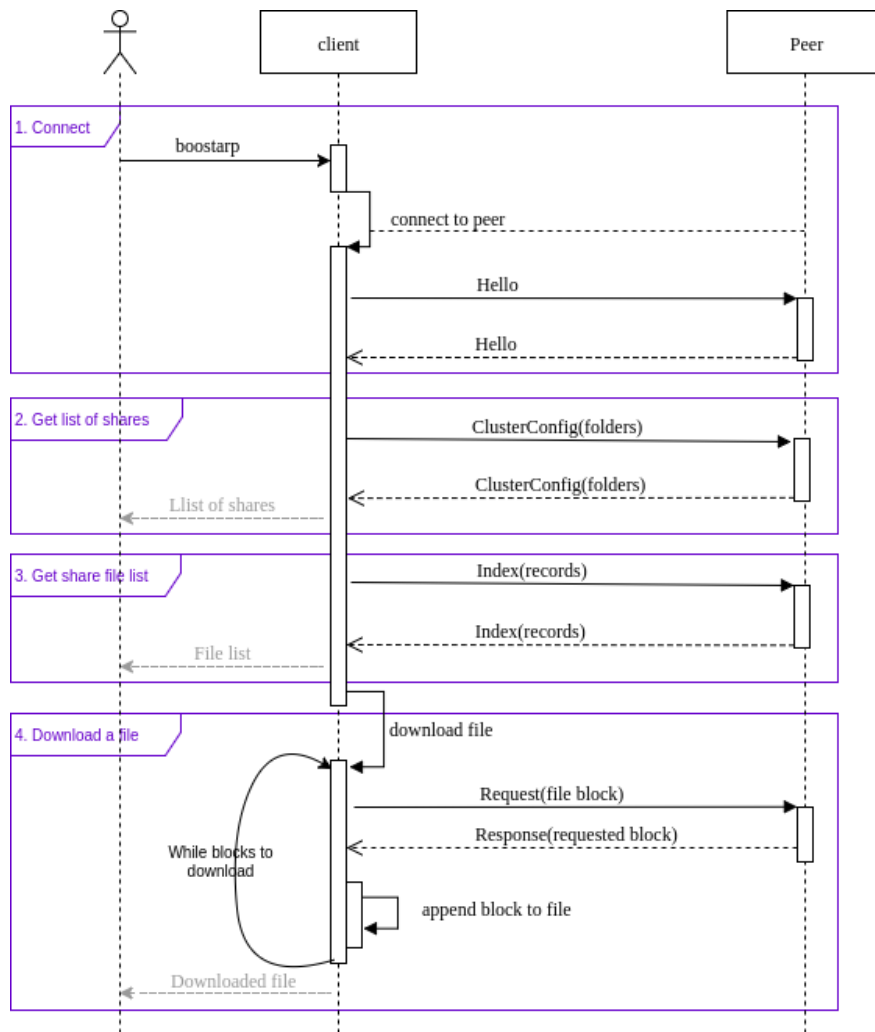 client
Peer
1. Connect
boostarp
connect to peer
Hello
Hello
2. Get list of shares
ClusterConfig(folders)
ClusterConfig(folders)
Llist of shares
3. Get share file list
Index(records)
Index(records)
File list
4. Download a file
download file
Request(file block)
Response(requested block)
While blocks to
download
append block to file
Downloaded file